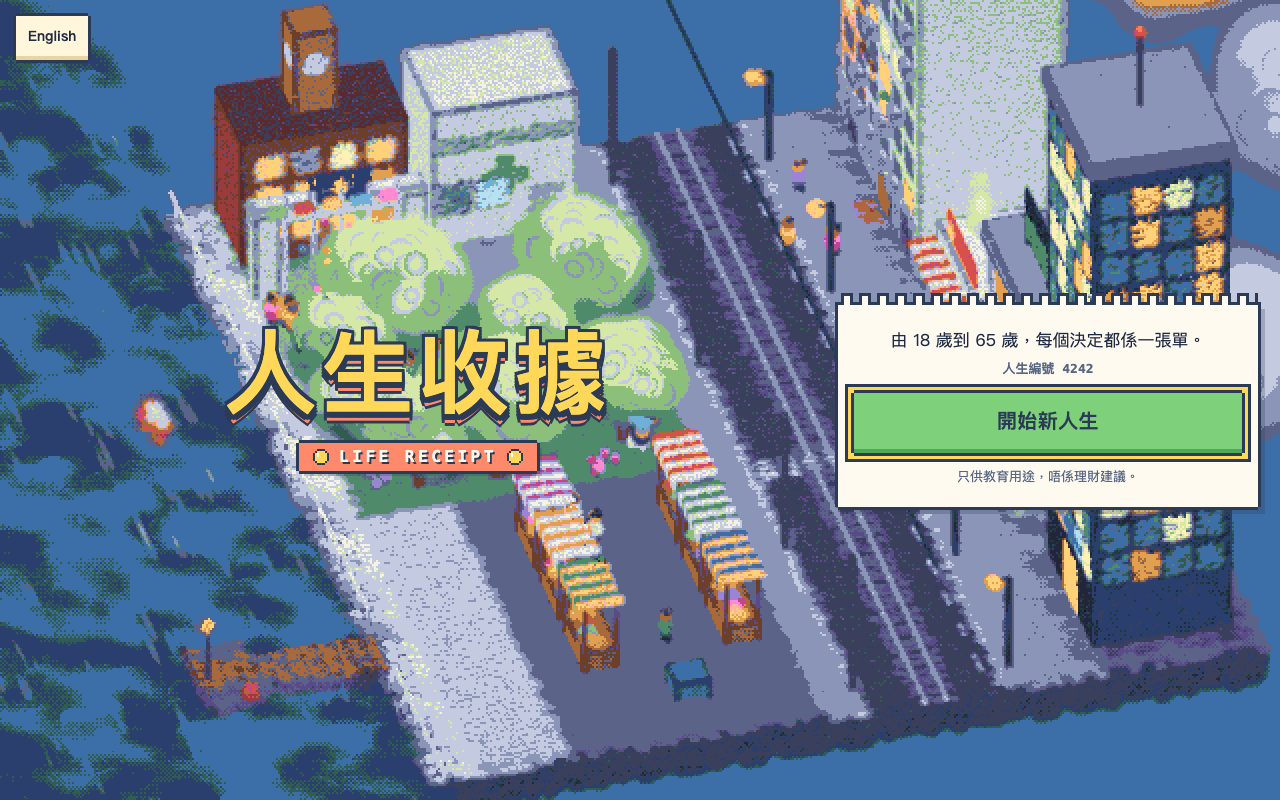 English
人生收據
LIFE RECEIPT
由 18 歲到 65 歲，每個決定都係一張單。
人生編號 4242
開始新人生
只供教育用途，唔係理財建議。